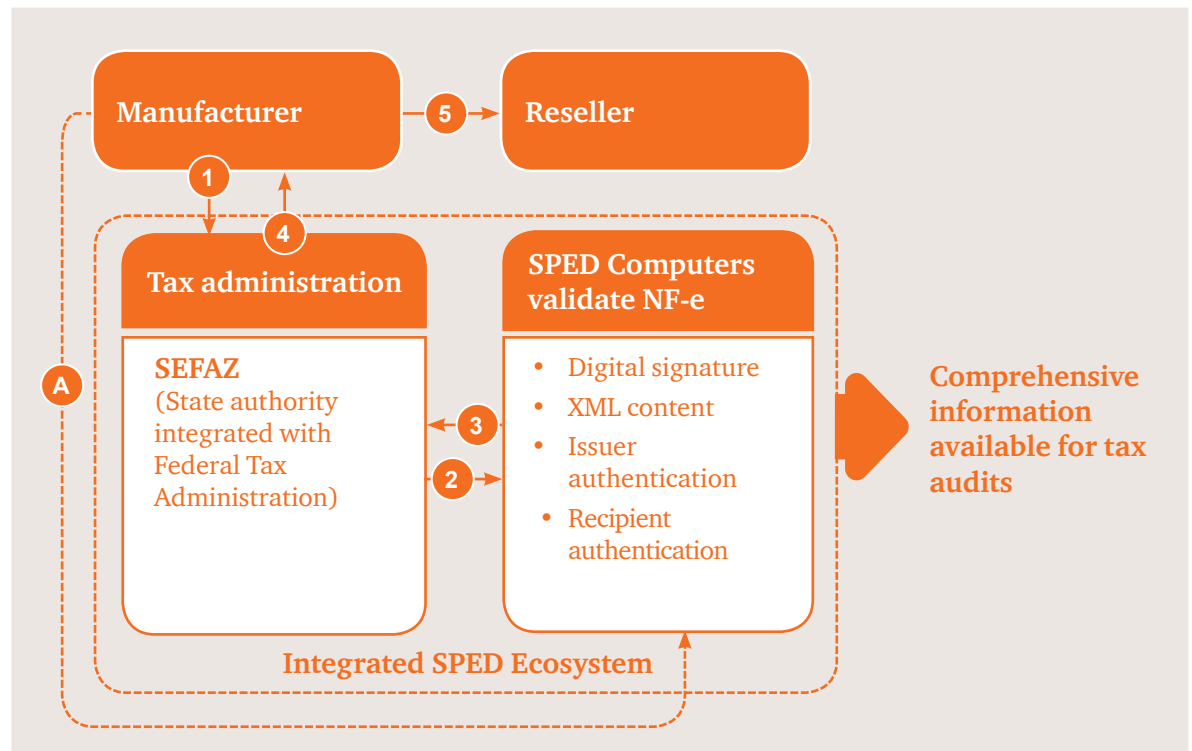 Manufacturer
5
Reseller
1
4
Tax administration
SPED Computers
validate NF-e
SEFAZ
(State authority
integrated with
Federal Tax
Administration)
A
3
2
• Digital signature
• XML content
• Issuer
authentication
• Recipient
authentication
Comprehensive
information
available for tax
audits
Integrated SPED Ecosystem